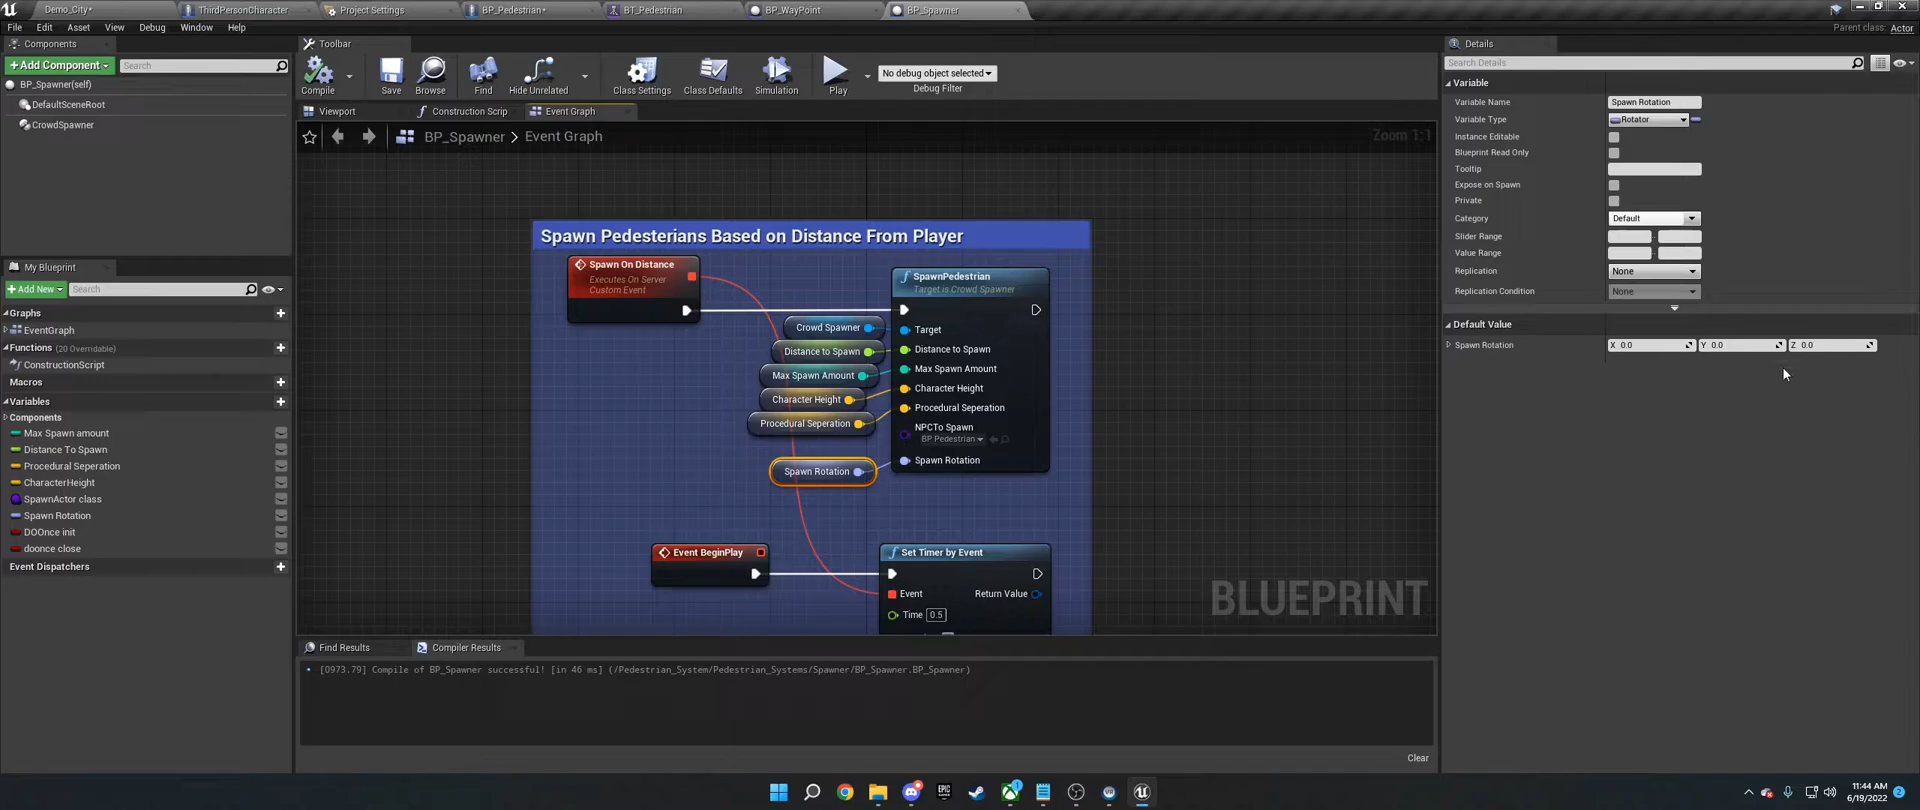 Demo_City•
ThirdPersonCharacter
Project Settings
BP_Pedestrian*
BT_Pedestrian
BP_WayPoint
BP_Spawner
File Edit Asset View Debug Window Help
Parent class: Actor
Components
+Add Component
Search
BP_Spawner(self)
DefaultSceneRoot
CrowdSpawner
My Blueprint
+Add New
Search
Graphs
EventGraph
Functions (20 Overridable)
ConstructionScript
Macros
Variables
Components
Max Spawn amount
Distance To Spawn
Procedural Seperation
CharacterHeight
SpawnActor class
Spawn Rotation
DOOnce init
doonce close
Event Dispatchers
Toolbar
Compile
Save
Browse
Find
Hide Unrelated
Class Settings
Class Defaults
Simulation
Play
No debug object selected
Debug Filter
Viewport
Construction Scrip
Event Graph
BP_Spawner > Event Graph
Zoom 1:1
Spawn Pedesterians Based on Distance From Player
Spawn On Distance
Executes On Server
Custom Event
SpawnPedestrian
Target is Crowd Spawner
Crowd Spawner
Target
Distance to Spawn
Distance to Spawn
Max Spawn Amount
Max Spawn Amount
Character Height
Character Height
Procedural Seperation
Procedural Seperation
NPCTo Spawn
BP Pedestrian
Spawn Rotation
Spawn Rotation
Event BeginPlay
Set Timer by Event
Event
Return Value
Time 0.5
BLUEPRINT
Find Results
Compiler Results
[0973.79] Compile of BP_Spawner successful! [in 46 ms] (/Pedestrian_System/Pedestrian_Systems/Spawner/BP_Spawner.BP_Spawner)
Clear
Details
Search Details
Variable
Variable Name
Spawn Rotation
Variable Type
Rotator
Instance Editable
Blueprint Read Only
Tooltip
Expose on Spawn
Private
Category
Default
Slider Range
Value Range
Replication
None
Replication Condition
None
Default Value
Spawn Rotation
X 0.0
Y 0.0
Z 0.0
EPIC
11:44 AM
6/19/2022
2